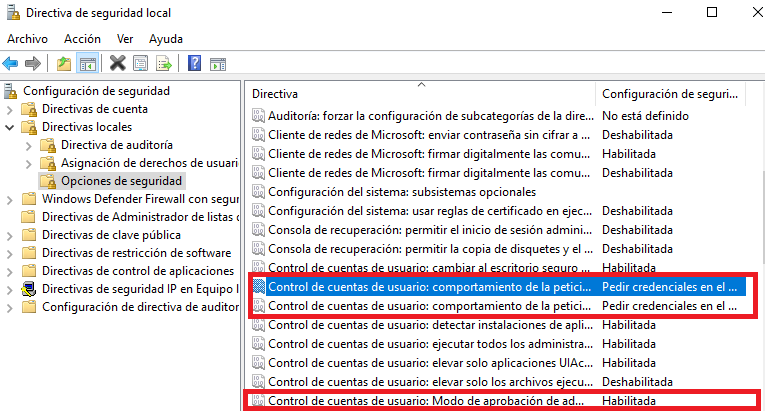 Directiva de seguridad local
Archivo Acción Ver Ayuda
Configuración de seguridad
Directivas de cuenta
Directivas locales
Directiva de auditoría
Asignación de derechos de usuari
Opciones de seguridad
Windows Defender Firewall con segur
Directivas de Administrador de listas d
Directivas de clave pública
Directivas de restricción de software
Directivas de control de aplicaciones
Directivas de seguridad IP en Equipo l
Configuración de directiva de auditor
Directiva Configuración de seguri...
Auditoría: forzar la configuración de subcategorías de la dire... No está definido
Cliente de redes de Microsoft: enviar contraseña sin cifrar a ... Deshabilitada
Cliente de redes de Microsoft: firmar digitalmente las comu... Habilitada
Cliente de redes de Microsoft: firmar digitalmente las comu... Deshabilitada
Configuración del sistema: subsistemas opcionales
Configuración del sistema: usar reglas de certificado en ejec... Deshabilitada
Consola de recuperación: permitir el inicio de sesión admini... Deshabilitada
Consola de recuperación: permitir la copia de disquetes y el ... Deshabilitada
Control de cuentas de usuario: cambiar al escritorio seguro ... Habilitada
Control de cuentas de usuario: comportamiento de la petici... Pedir credenciales en el ...
Control de cuentas de usuario: comportamiento de la petici... Pedir credenciales en el ...
Control de cuentas de usuario: detectar instalaciones de apli... Habilitada
Control de cuentas de usuario: ejecutar todos los administra... Habilitada
Control de cuentas de usuario: elevar solo aplicaciones UIAc... Habilitada
Control de cuentas de usuario: elevar solo los archivos ejecu... Deshabilitada
Control de cuentas de usuario: Modo de aprobación de ad... Habilitada